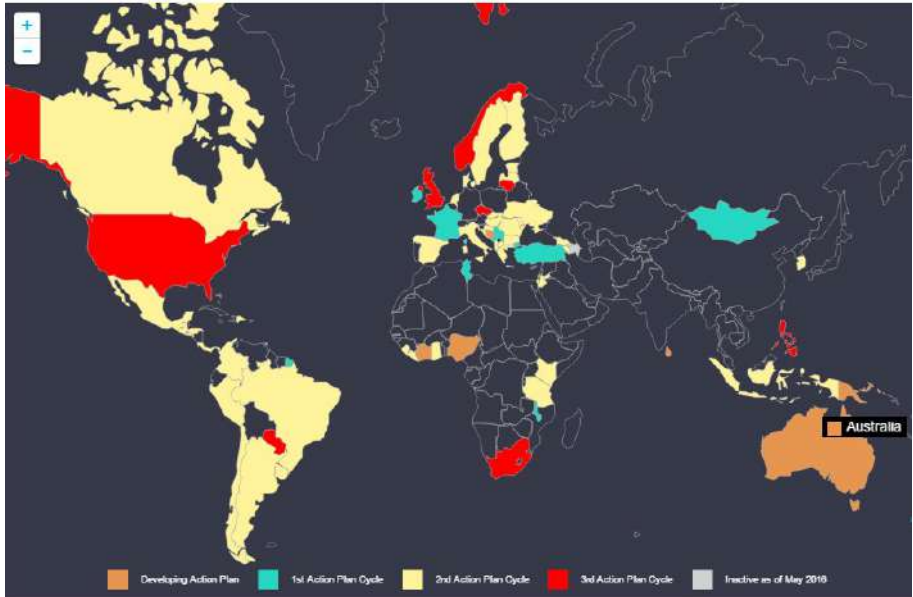 +
−
Australia
Developing Action Plan
1st Action Plan Cycle
2nd Action Plan Cycle
3rd Action Plan Cycle
Inactive as of May 2016